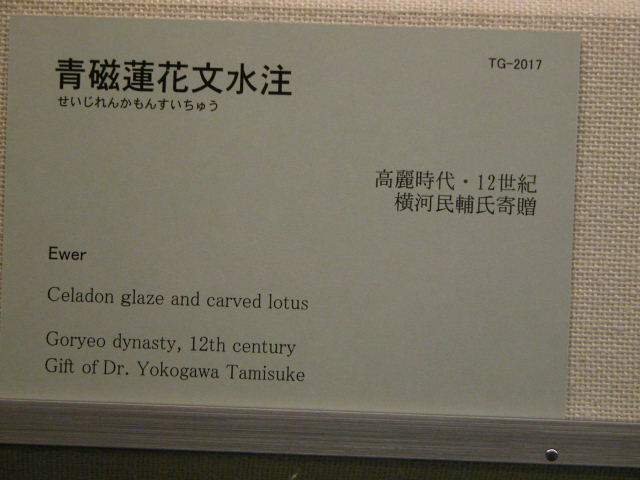 TG-2017
青磁蓮花文水注
せいじれんかもんすいちゅう
高麗時代・12世紀
横河民輔氏寄贈
Ewer
Celadon glaze and carved lotus
Goryeo dynasty, 12th century
Gift of Dr. Yokogawa Tamisuke